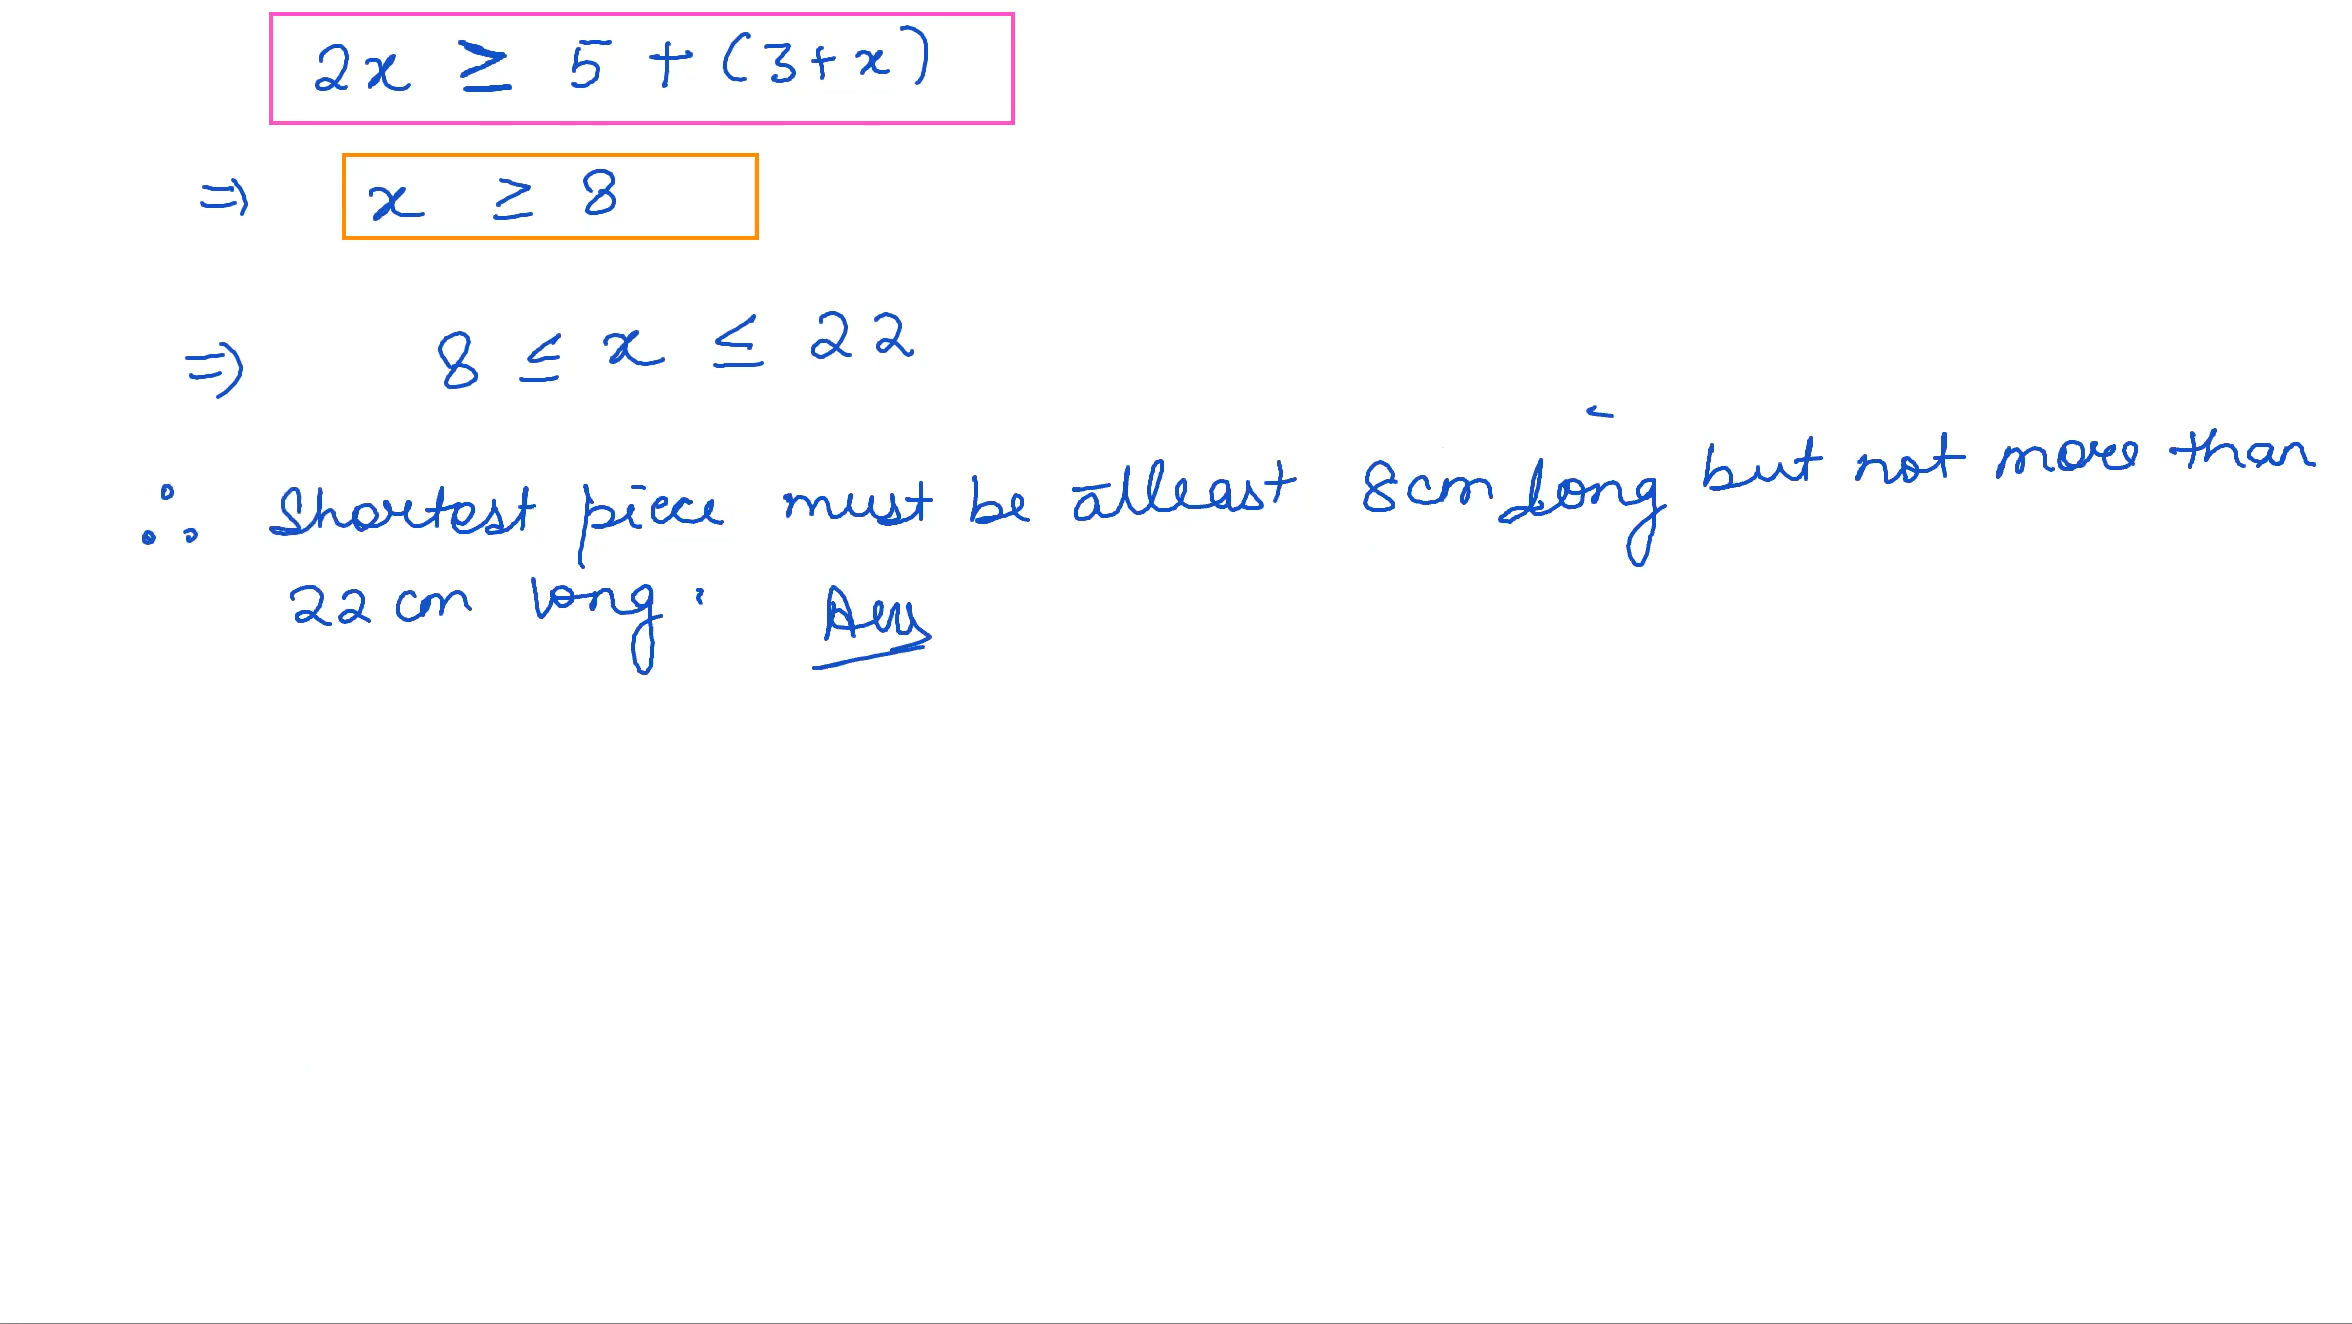 2x ≥ 5 + (3+x)
⇒ x ≥ 8
⇒ 8 ≤ x ≤ 22
∴ Shortest piece must be atleast 8cm long but not more than
22 cm long. Ans